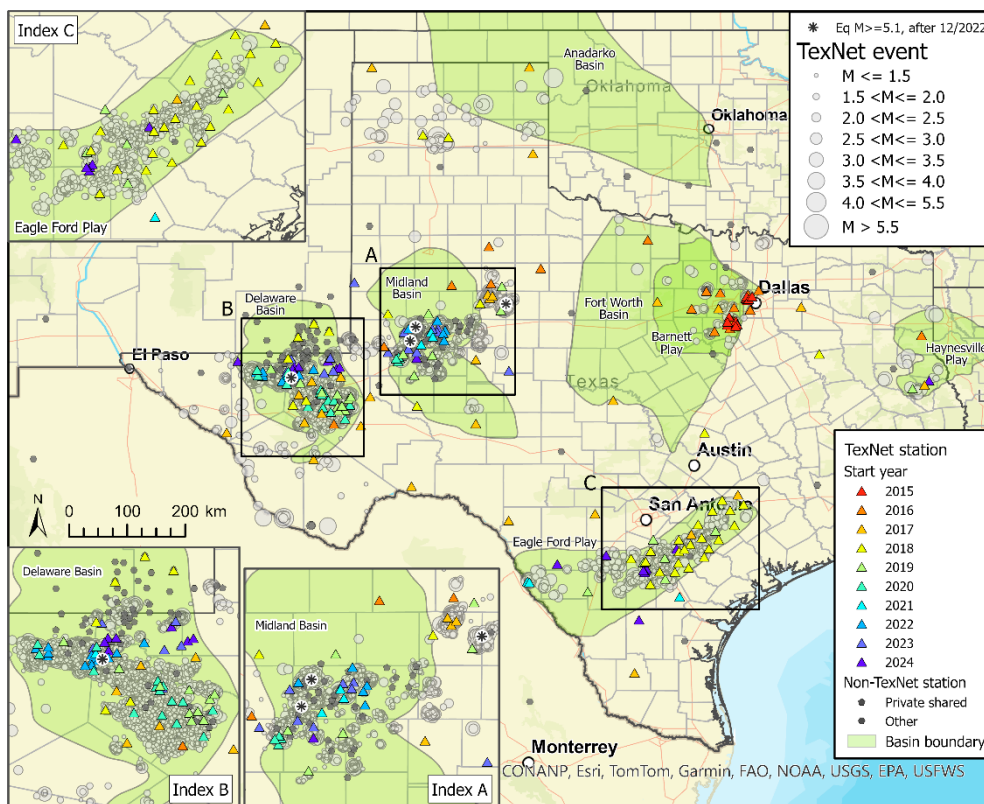 Index C
Eagle Ford Play
Anadarko
Basin
Oklahoma
Oklahoma
Eq M>=5.1, after 12/2022
TexNet event
M <= 1.5
1.5 <M<= 2.0
2.0 <M<= 2.5
2.5 <M<= 3.0
3.0 <M<= 3.5
3.5 <M<= 4.0
4.0 <M<= 5.5
M > 5.5
A
Midland
Basin
B
Delaware
Basin
El Paso
Fort Worth
Basin
Barnett
Play
Dallas
Texas
Haynesville
Play
L
Austin
C
San Antonio
Eagle Ford Play
N
0
100
200 km
TexNet station
Start year
2015
2016
2017
2018
2019
2020
2021
2022
2023
2024
Non-TexNet station
Private shared
Other
Basin boundary
Delaware Basin
Index B
Midland Basin
Index A
Monterrey
CONANP, Esri, TomTom, Garmin, FAO, NOAA, USGS, EPA, USFWS